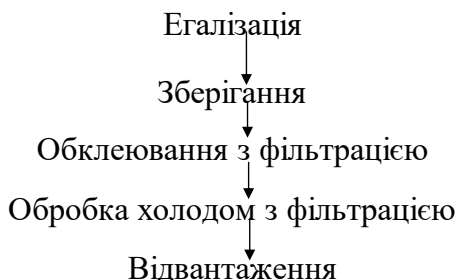 Егалізація
Зберігання
Обклеювання з фільтрацією
Обробка холодом з фільтрацією
Відвантаження